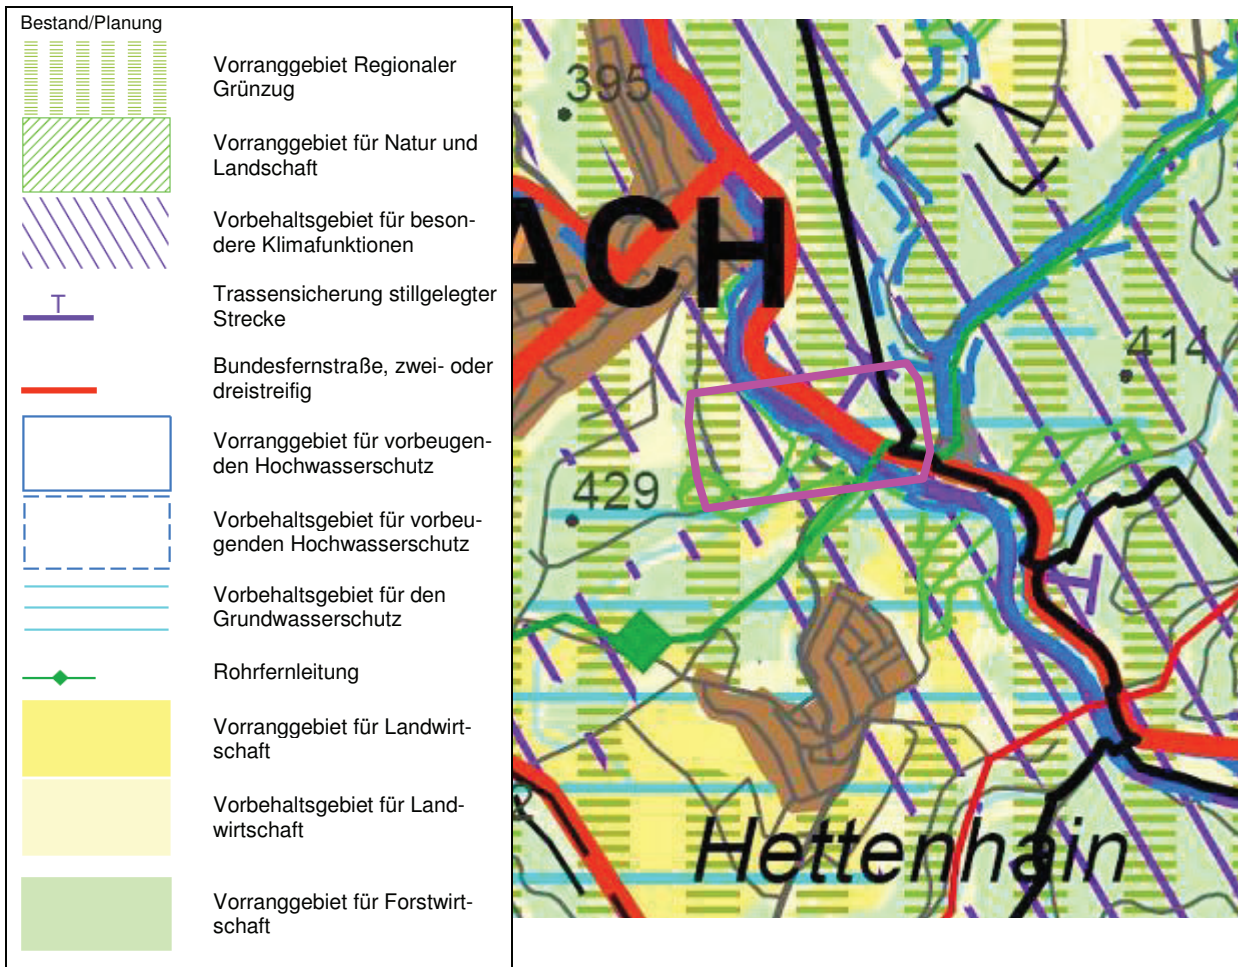 Bestand/Planung
Vorranggebiet Regionaler
Grünzug
Vorranggebiet für Natur und
Landschaft
Vorbehaltsgebiet für beson-
dere Klimafunktionen
T
Trassensicherung stillgelegter
Strecke
Bundesfernstraße, zwei- oder
dreistreifig
Vorranggebiet für vorbeugen-
den Hochwasserschutz
Vorbehaltsgebiet für vorbeu-
genden Hochwasserschutz
Vorbehaltsgebiet für den
Grundwasserschutz
Rohrfernleitung
Vorranggebiet für Landwirt-
schaft
Vorbehaltsgebiet für Land-
wirtschaft
Vorranggebiet für Forstwirt-
schaft
395
ACH
414
429
Hettenhain